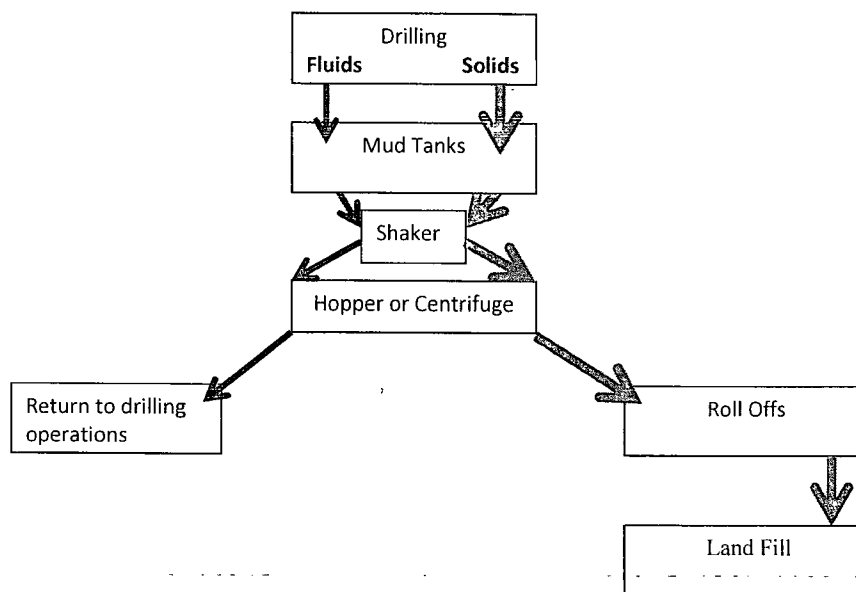 Drilling
Fluids Solids
Mud Tanks
Shaker
Hopper or Centrifuge
Return to drilling
operations
Roll Offs
Land Fill